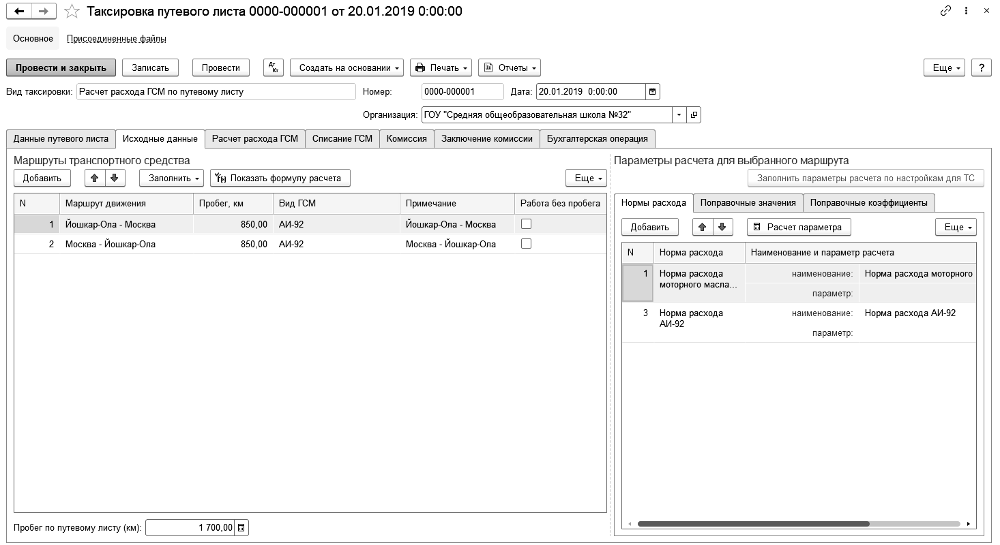 Таксировка путевого листа 0000-000001 от 20.01.2019 0:00:00
Основное Присоединенные файлы
Провести и закрыть Записать Провести Дт Кт Создать на основании Печать Отчеты Еще ?
Вид таксировки: Расчет расхода ГСМ по путевому листу Номер: 0000-000001 Дата: 20.01.2019 0:00:00
Организация: ГОУ "Средняя общеобразовательная школа №32"
Данные путевого листа Исходные данные Расчет расхода ГСМ Списание ГСМ Комиссия Заключение комиссии Бухгалтерская операция
Маршруты транспортного средства
Добавить Заполнить Показать формулу расчета Еще
N Маршрут движения Пробег, км Вид ГСМ Примечание Работа без пробега
1 Йошкар-Ола - Москва 850,00 АИ-92 Йошкар-Ола - Москва
2 Москва - Йошкар-Ола 850,00 АИ-92 Москва - Йошкар-Ола
Пробег по путевому листу (км): 1 700,00
Параметры расчета для выбранного маршрута
Заполнить параметры расчета по настройкам для ТС
Нормы расхода Поправочные значения Поправочные коэффициенты
Добавить Расчет параметра Еще
N Норма расхода Наименование и параметр расчета
1 Норма расхода наименование: Норма расхода моторного
моторного масла...
параметр:
3 Норма расхода наименование: Норма расхода АИ-92
АИ-92
параметр: